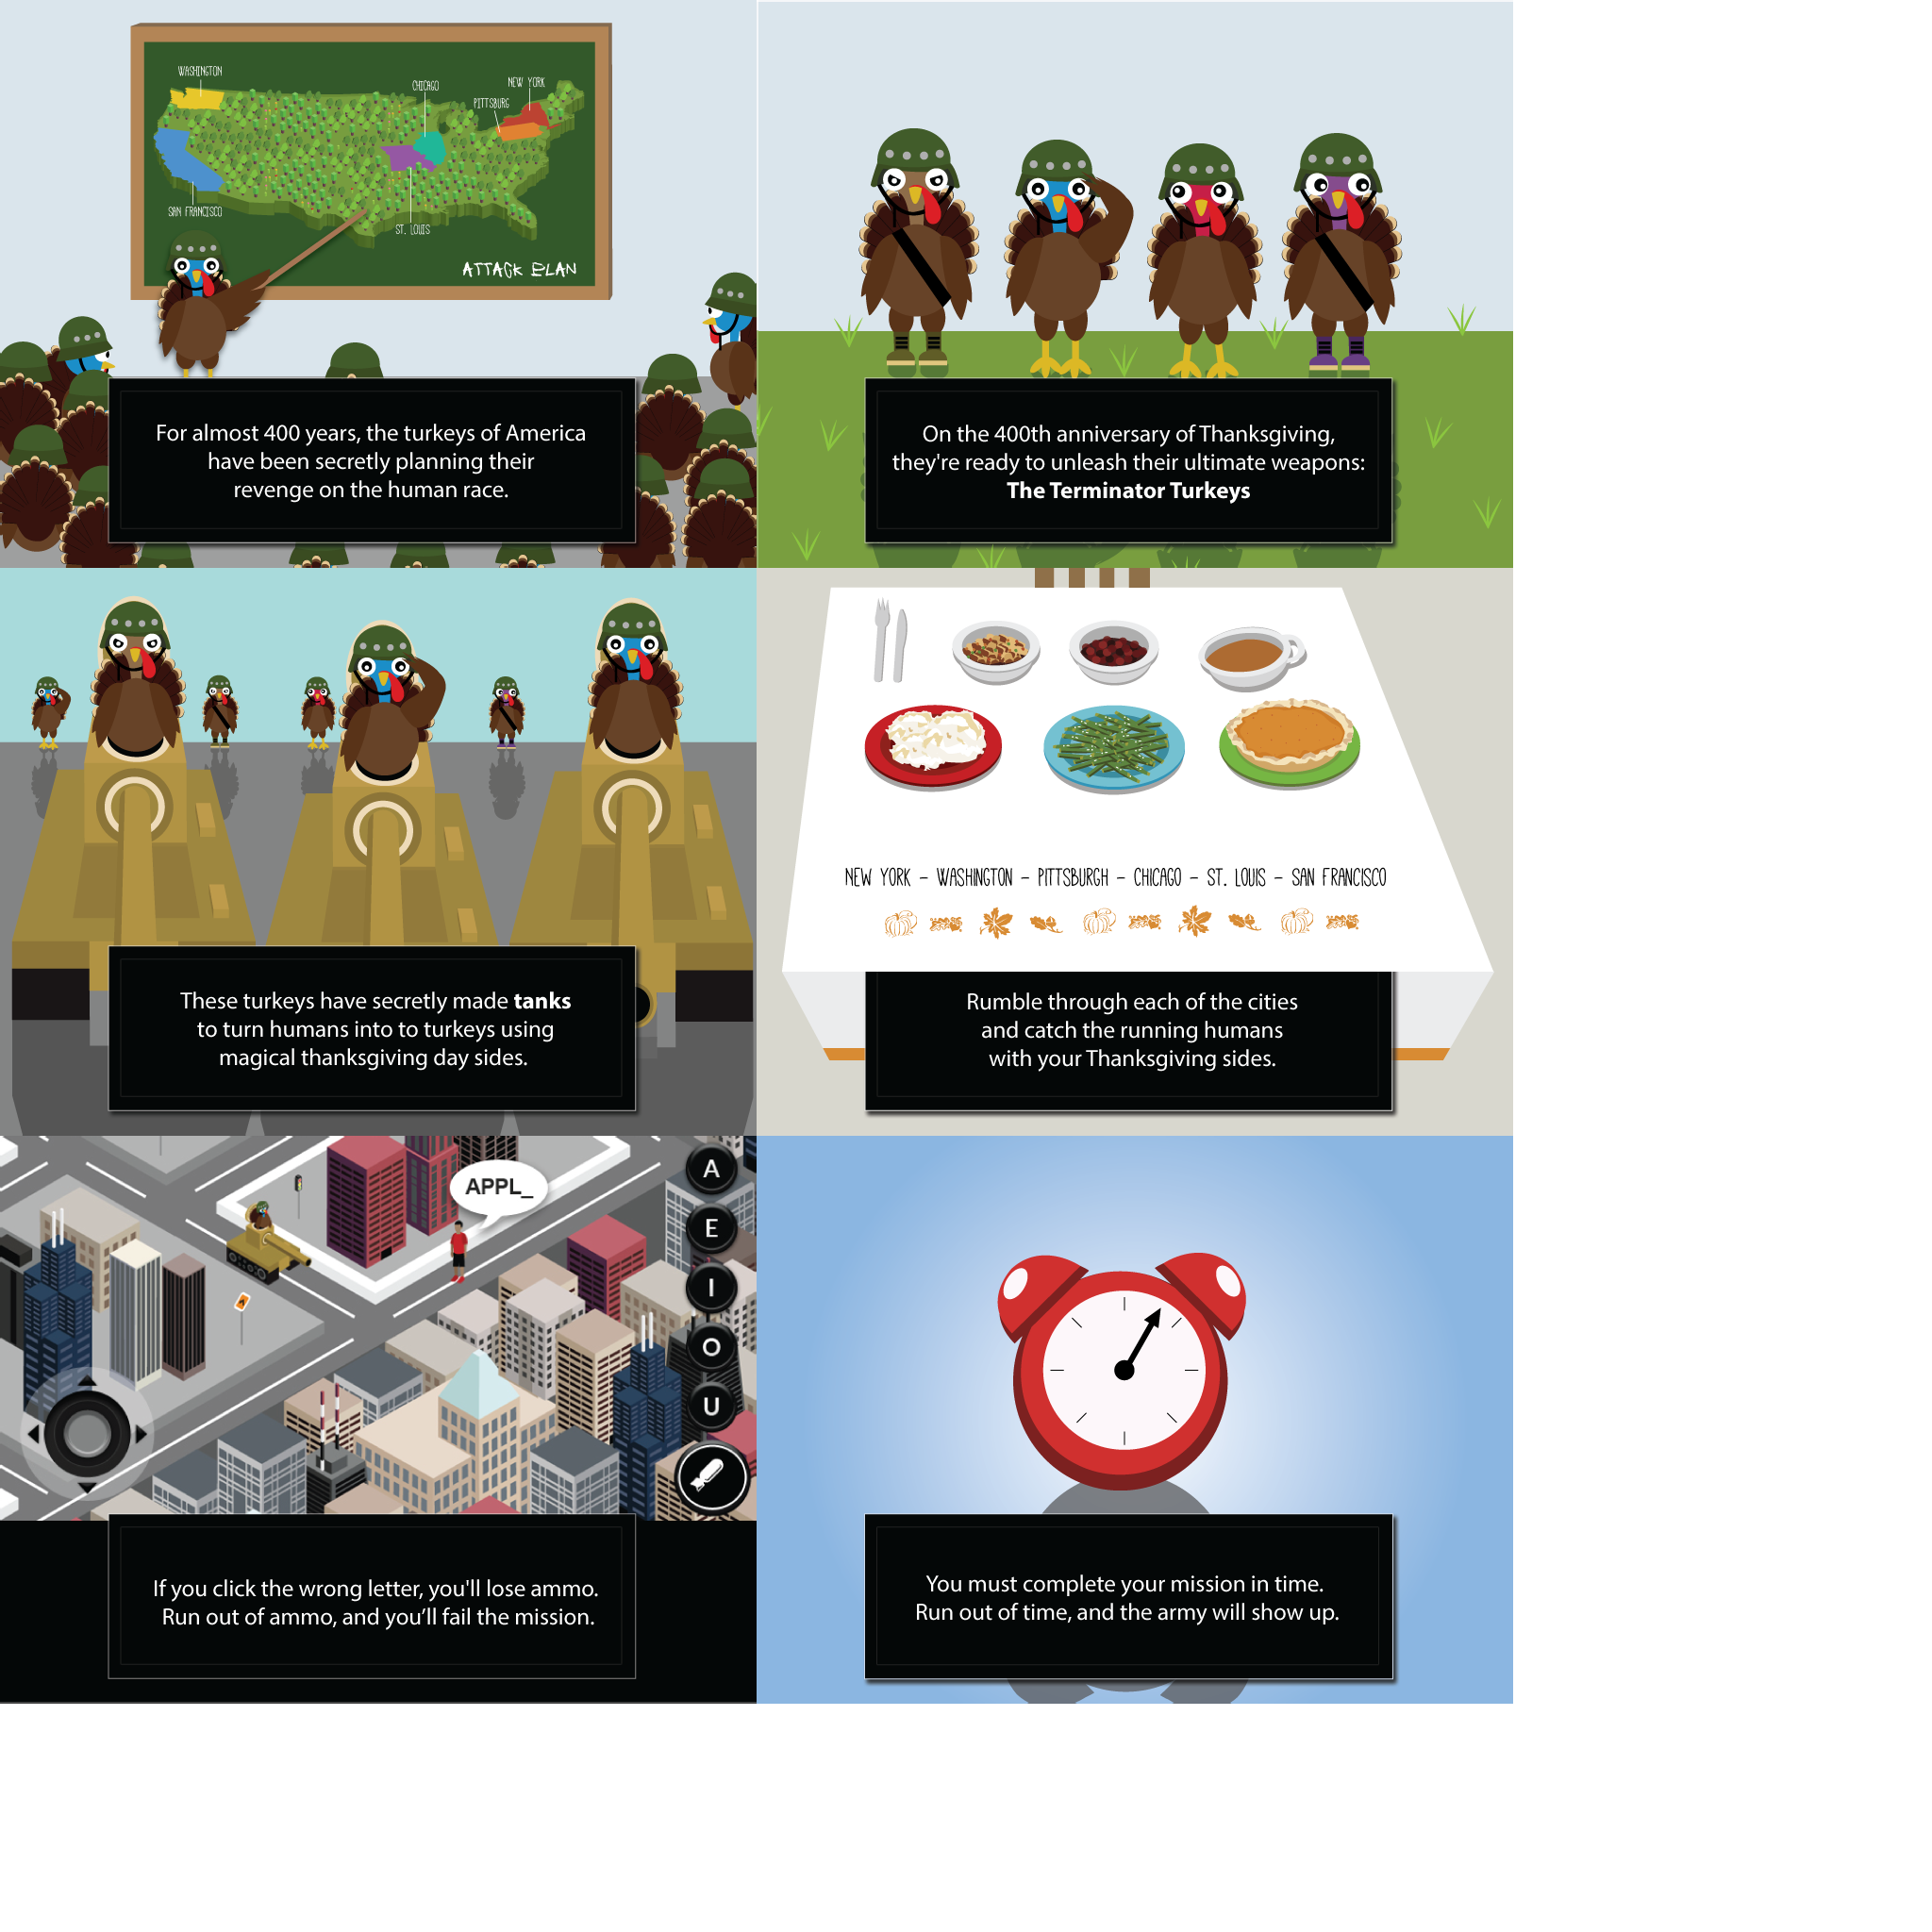 WASHINGTON
CHICAGO
NEW YORK
PITTSBURG
SAN FRANCISCO
ST. LOUIS
ATTACK PLAN
For almost 400 years, the turkeys of America
have been secretly planning their
revenge on the human race.
On the 400th anniversary of Thanksgiving,
they're ready to unleash their ultimate weapons:
The Terminator Turkeys
These turkeys have secretly made tanks
to turn humans into to turkeys using
magical thanksgiving day sides.
NEW YORK - WASHINGTON - PITTSBURGH - CHICAGO - ST. LOUIS - SAN FRANCISCO
Rumble through each of the cities
and catch the running humans
with your Thanksgiving sides.
APPL_
A
E
I
O
U
If you click the wrong letter, you'll lose ammo.
Run out of ammo, and you’ll fail the mission.
You must complete your mission in time.
Run out of time, and the army will show up.